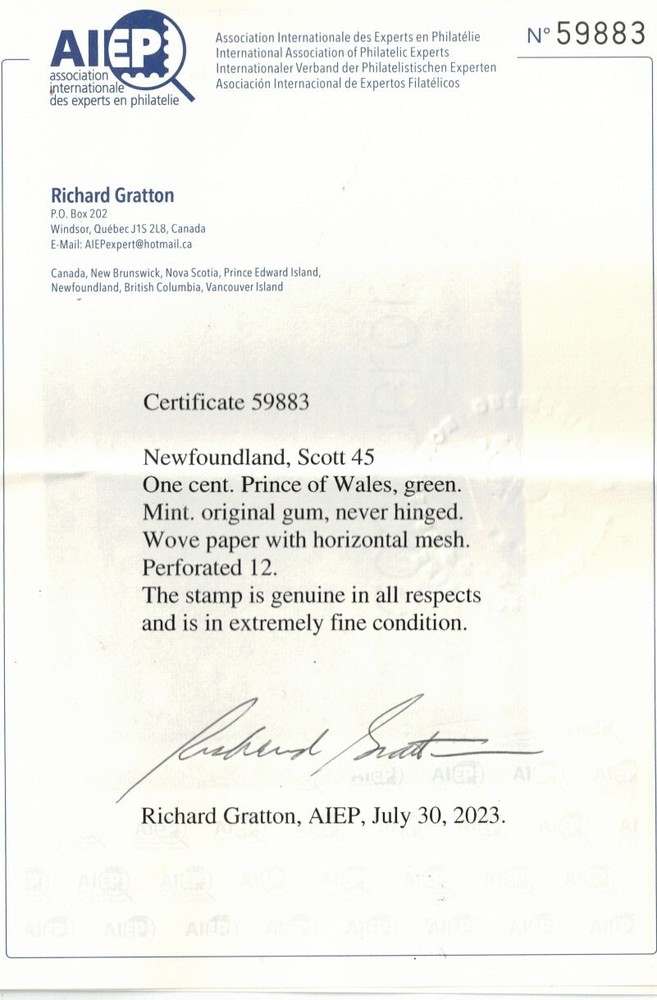 AIEP
association
internationale
des experts en philatelie
Association Internationale des Experts en Philatélie
International Association of Philatelic Experts
Internationaler Verband der Philatelistischen Experten
Asociación Internacional de Expertos Filatélicos
N° 59883
Richard Gratton
P.O. Box 202
Windsor, Québec J1S 2L8, Canada
E-Mail: AIEPexpert@hotmail.ca
Canada, New Brunswick, Nova Scotia, Prince Edward Island,
Newfoundland, British Columbia, Vancouver Island
Certificate 59883
Newfoundland, Scott 45
One cent. Prince of Wales, green.
Mint. original gum, never hinged.
Wove paper with horizontal mesh.
Perforated 12.
The stamp is genuine in all respects
and is in extremely fine condition.
Richard Gratton
Richard Gratton, AIEP, July 30, 2023.